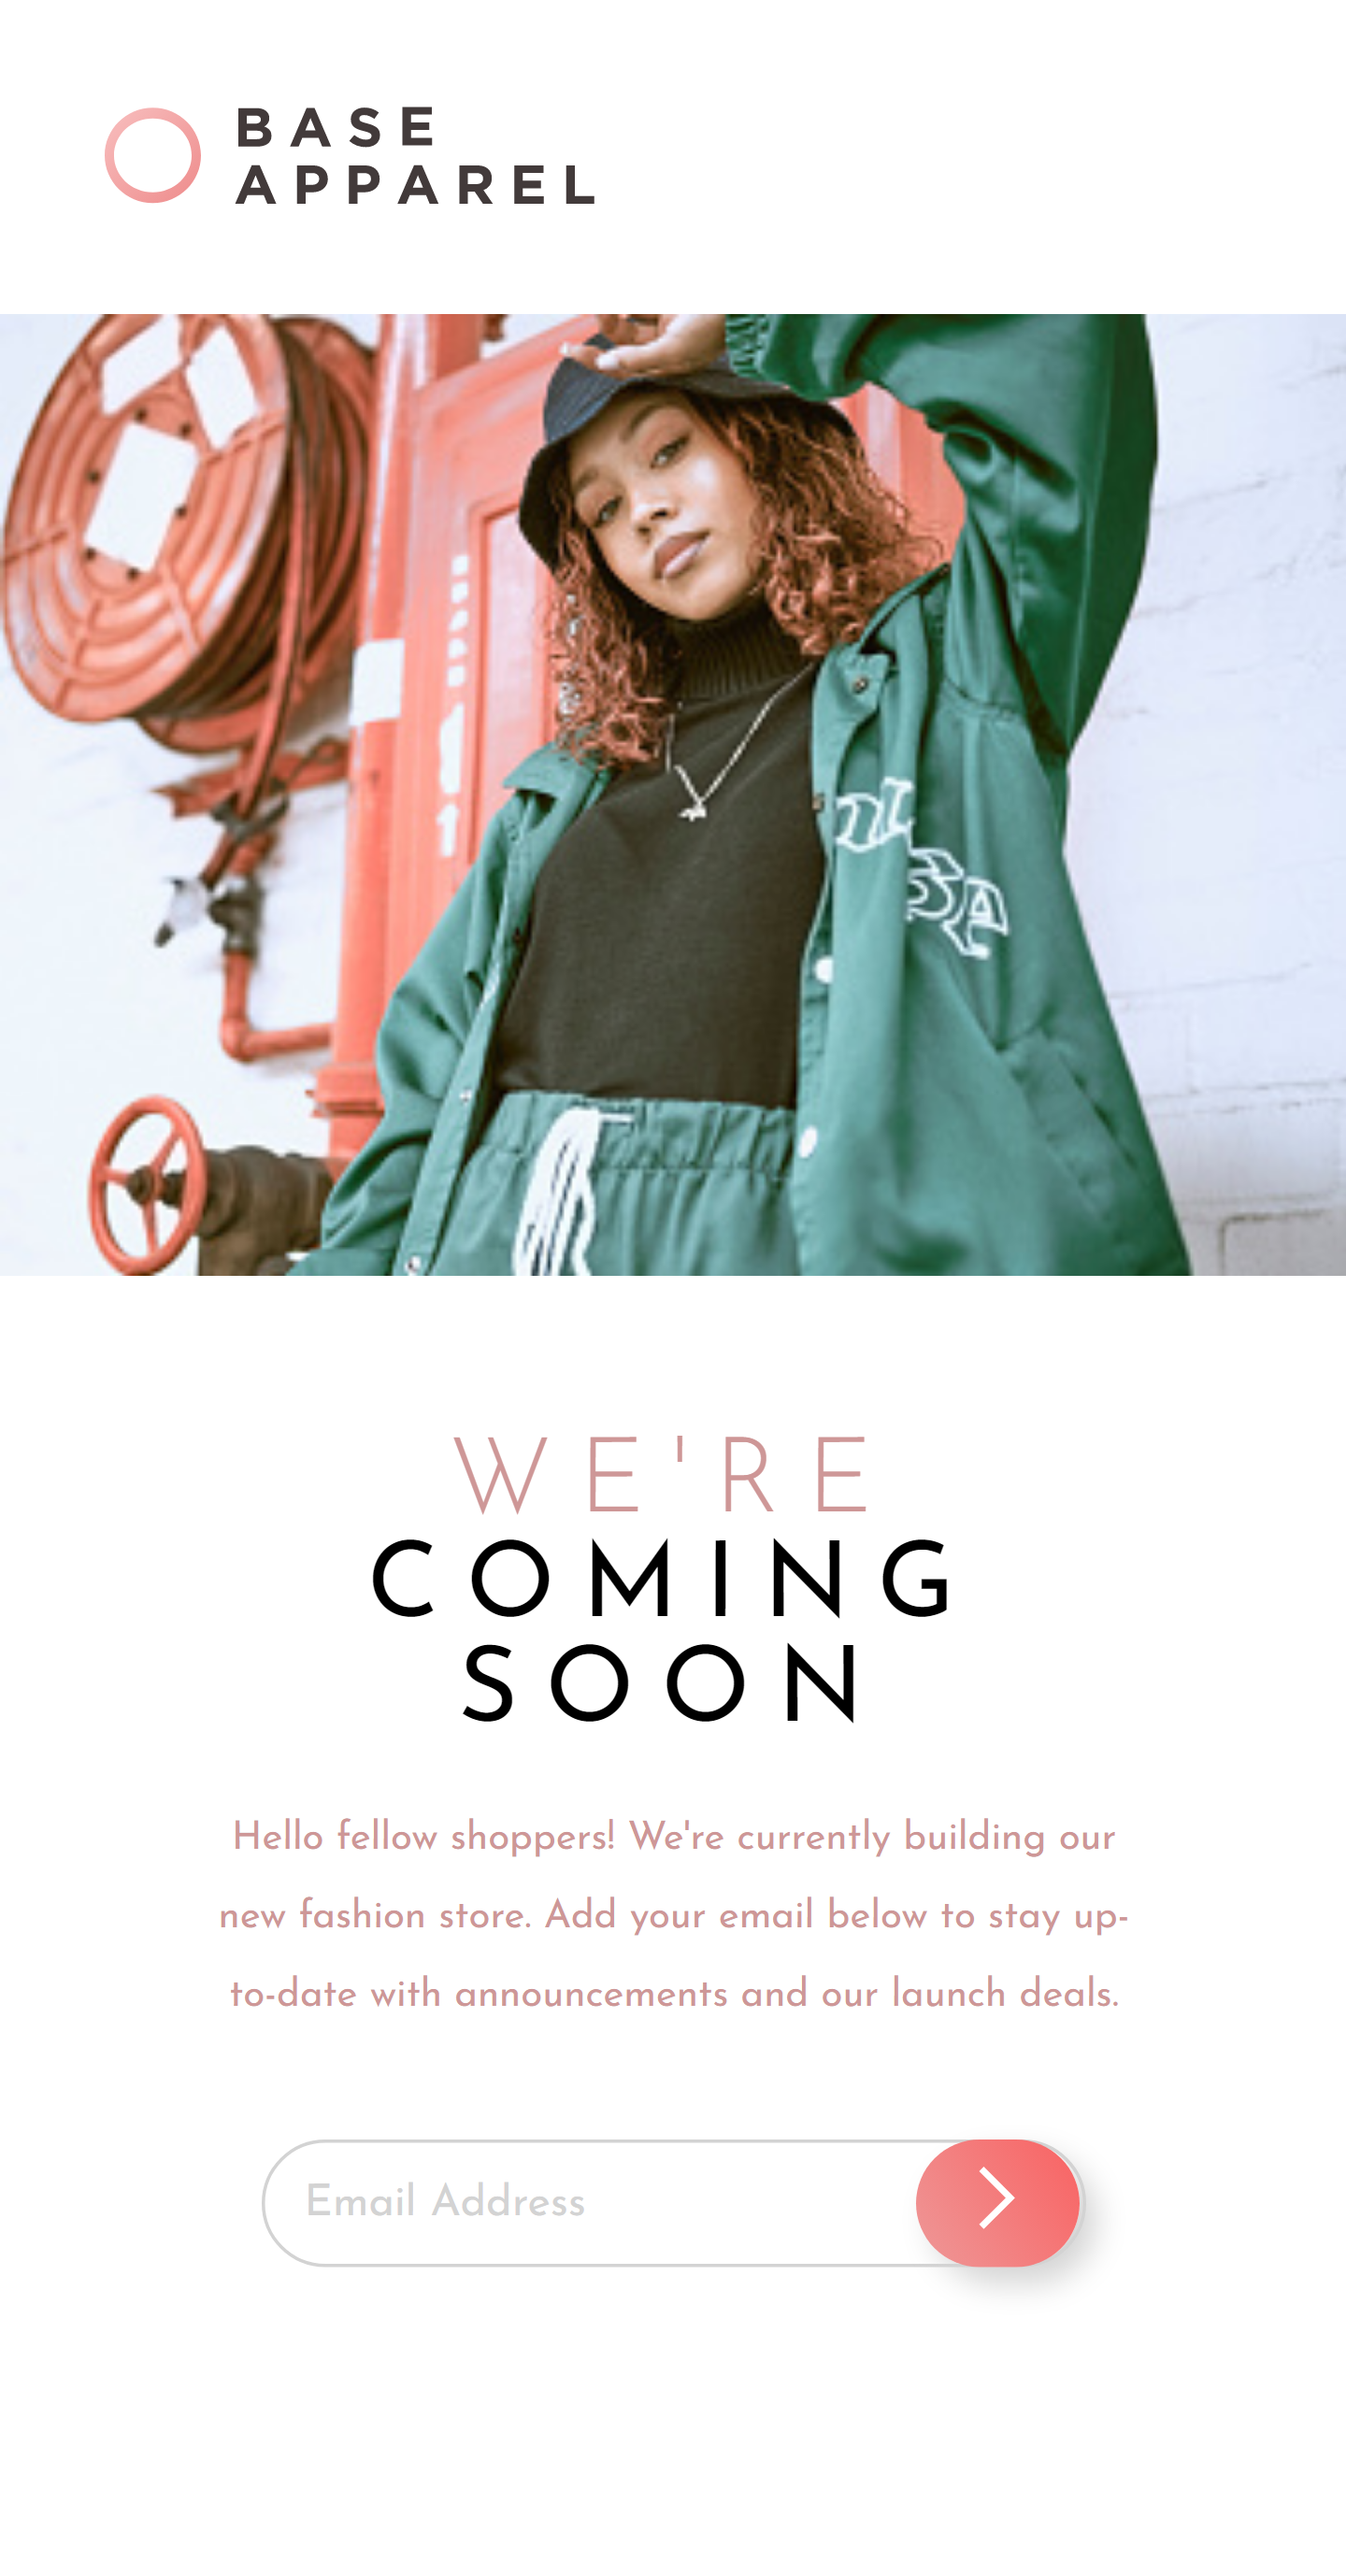 BASE
APPAREL
WE'RE
COMING
SOON
Hello fellow shoppers! We're currently building our
new fashion store. Add your email below to stay up-
to-date with announcements and our launch deals.
Email Address